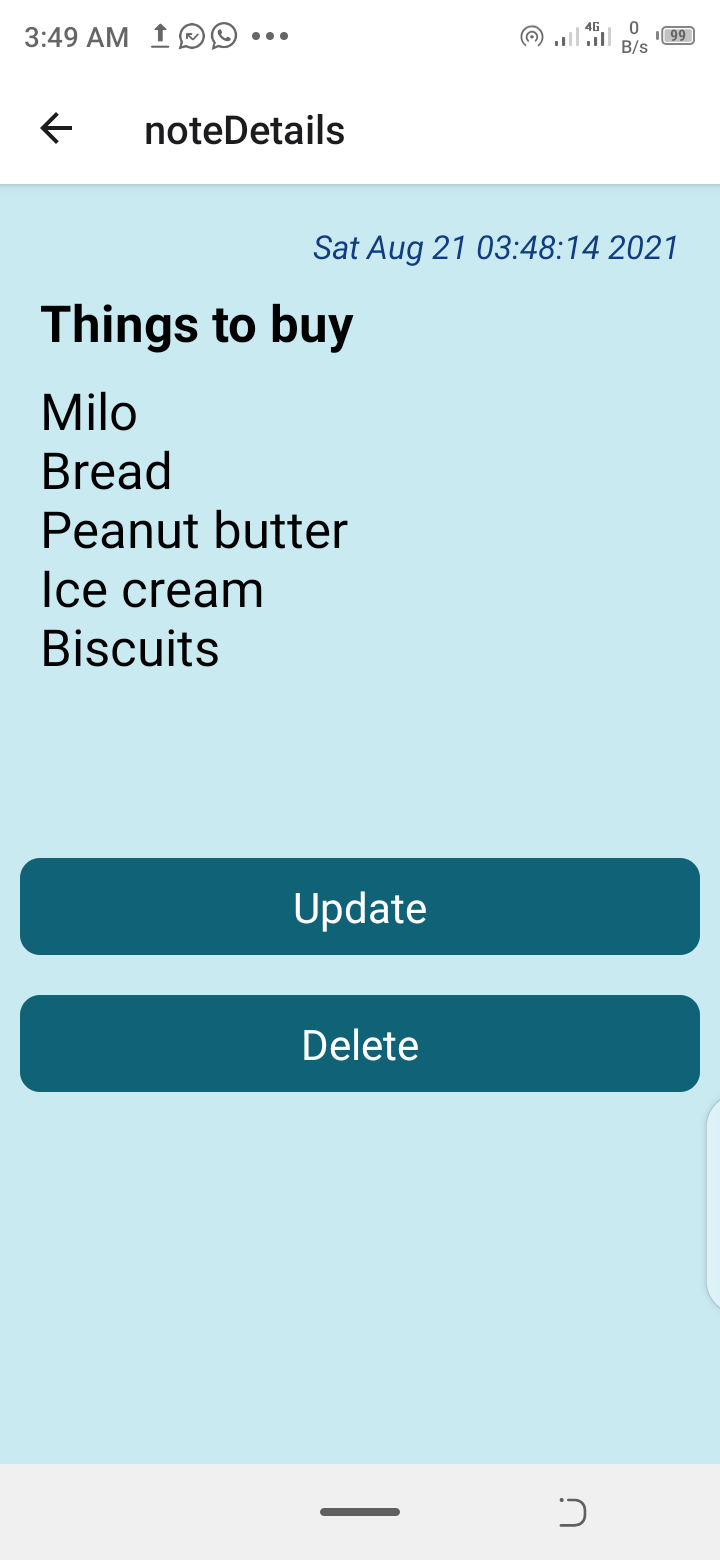 3:49 AM
4G
0
B/s
99
noteDetails
Sat Aug 21 03:48:14 2021
Things to buy
Milo
Bread
Peanut butter
Ice cream
Biscuits
Update
Delete